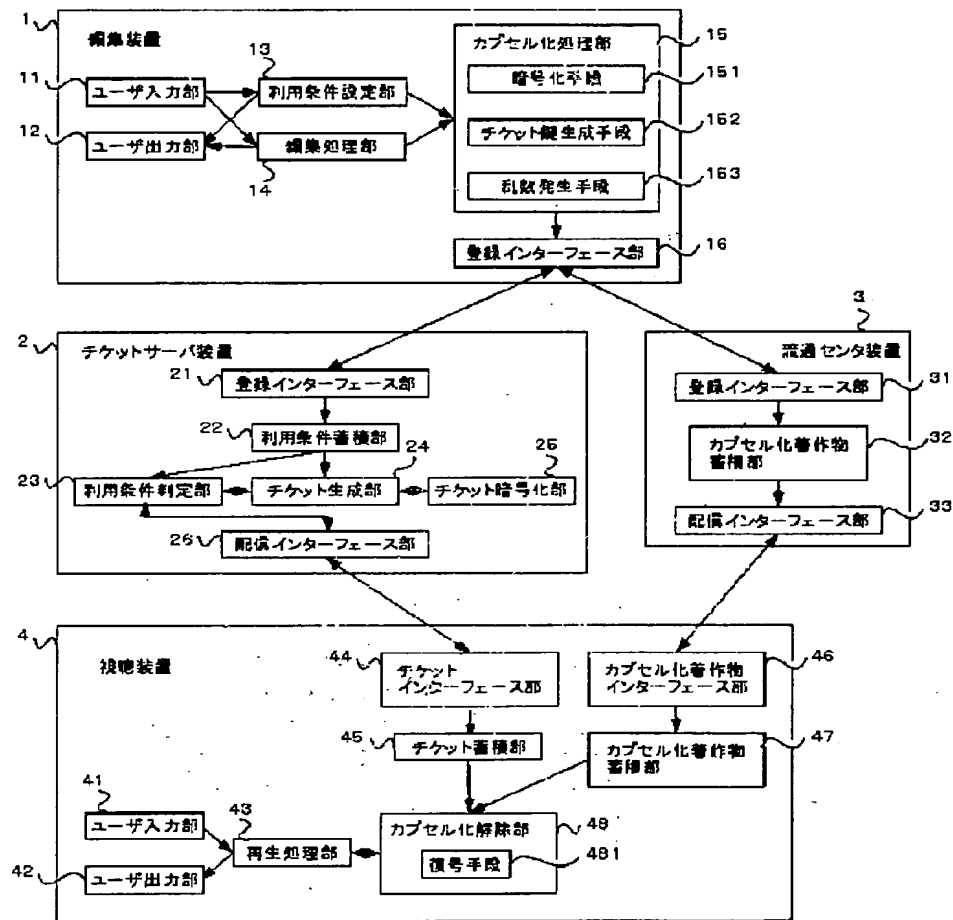 1
編集装置
11
ユーザ入力部
12
ユーザ出力部
13
利用条件設定部
編集処理部
14
15
カプセル化処理部
暗号化手段
151
チケット鍵生成手段
152
乱数発生手段
153
登録インターフェース部
16
2
チケットサーバ装置
21
登録インターフェース部
22
利用条件蓄積部
23
利用条件判定部
24
チケット生成部
25
チケット暗号化部
26
配信インターフェース部
3
流通センタ装置
登録インターフェース部
31
カプセル化著作物
蓄積部
32
配信インターフェース部
33
4
視聴装置
44
チケット
インターフェース部
45
チケット蓄積部
カプセル化著作物
インターフェース部
46
カプセル化著作物
蓄積部
47
41
ユーザ入力部
42
ユーザ出力部
43
再生処理部
カプセル化解除部
48
復号手段
481